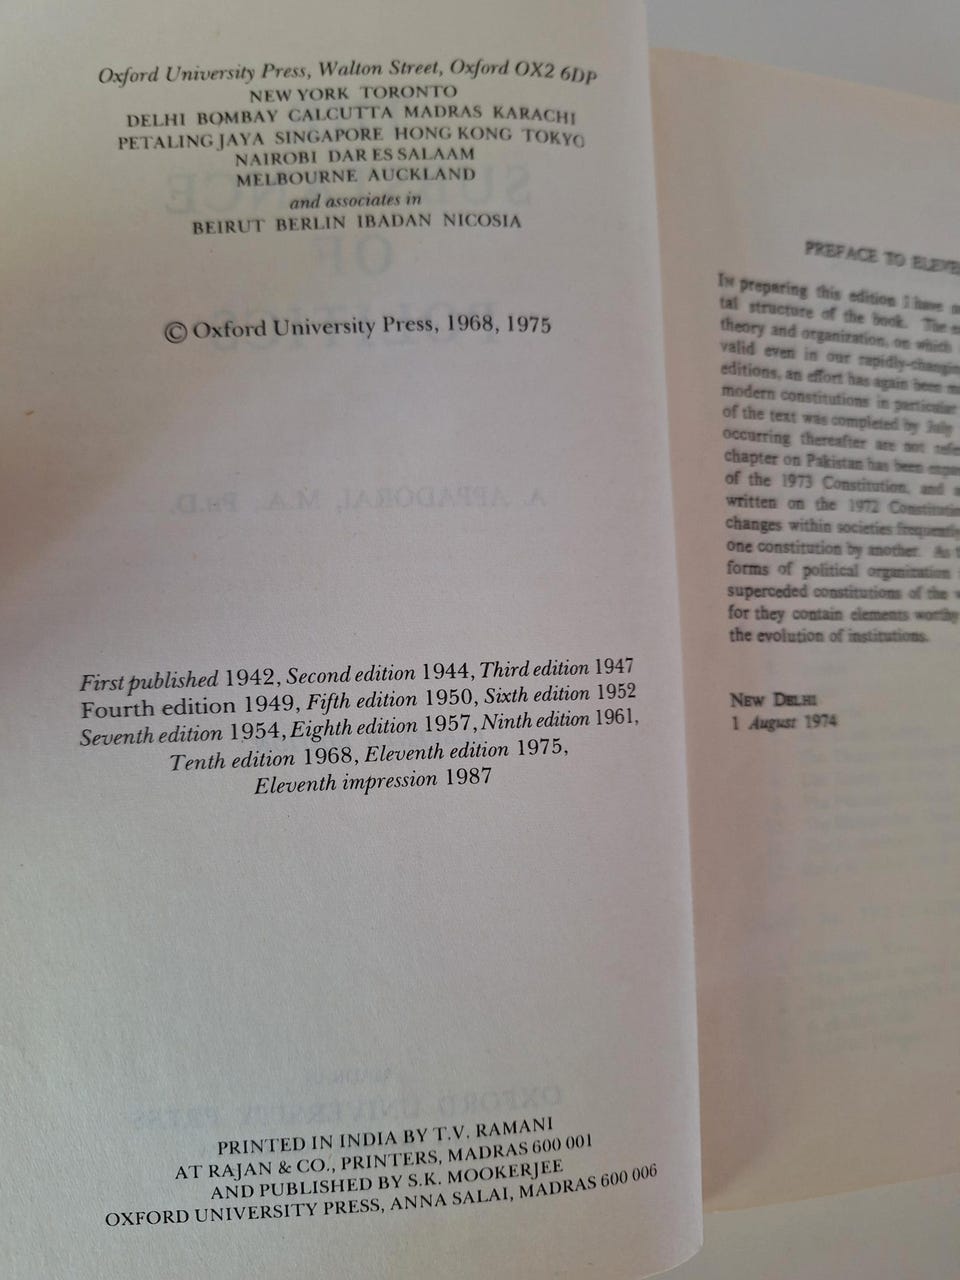 Oxford University Press, Walton Street, Oxford OX2 6DP
NEW YORK TORONTO
DELHI BOMBAY CALCUTTA MADRAS KARACHI
PETALING JAYA SINGAPORE HONG KONG TOKYO
NAIROBI DAR ES SALAAM
MELBOURNE AUCKLAND
and associates in
BEIRUT BERLIN IBADAN NICOSIA
© Oxford University Press, 1968, 1975
First published 1942, Second edition 1944, Third edition 1947
Fourth edition 1949, Fifth edition 1950, Sixth edition 1952
Seventh edition 1954, Eighth edition 1957, Ninth edition 1961,
Tenth edition 1968, Eleventh edition 1975,
Eleventh impression 1987
PRINTED IN INDIA BY T.V. RAMANI
AT RAJAN & CO., PRINTERS, MADRAS 600 001
AND PUBLISHED BY S.K. MOOKERJEE
OXFORD UNIVERSITY PRESS, ANNA SALAI, MADRAS 600 006
PREFACE TO
In preparing this edition I have
tal structure of the book. The
theory and organization, on which
valid even in our rapidly-changing
editions, an effort has again been
modern constitutions in particular
of the text was completed by July
occurring thereafter are not
chapter on Pakistan has been
of the 1973 Constitution, and
written on the 1972
changes within societies frequently
one constitution by another. As
forms of political organization
superceded constitutions of the
for they contain elements worthy
the evolution of institutions.
NEW DELHI
1 August 1974